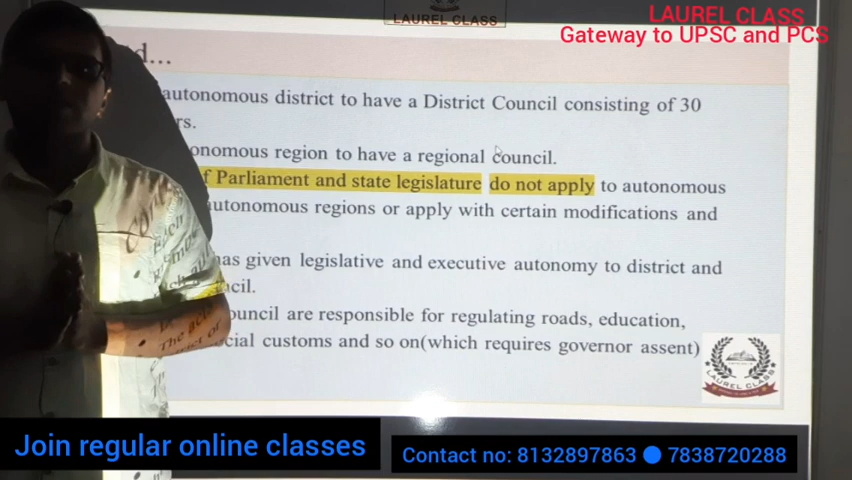 LAUREL CLASS
LAUREL CLASS
Gateway to UPSC and PCS
d...
autonomous district to have a District Council consisting of 30
rs.
onomous region to have a regional council.
f Parliament and state legislature do not apply to autonomous
autonomous regions or apply with certain modifications and
has given legislative and executive autonomy to district and
ncil.
ouncil are responsible for regulating roads, education,
cial customs and so on(which requires governor assent)
LAUREL CLASS
Join regular online classes
Contact no: 8132897863 7838720288